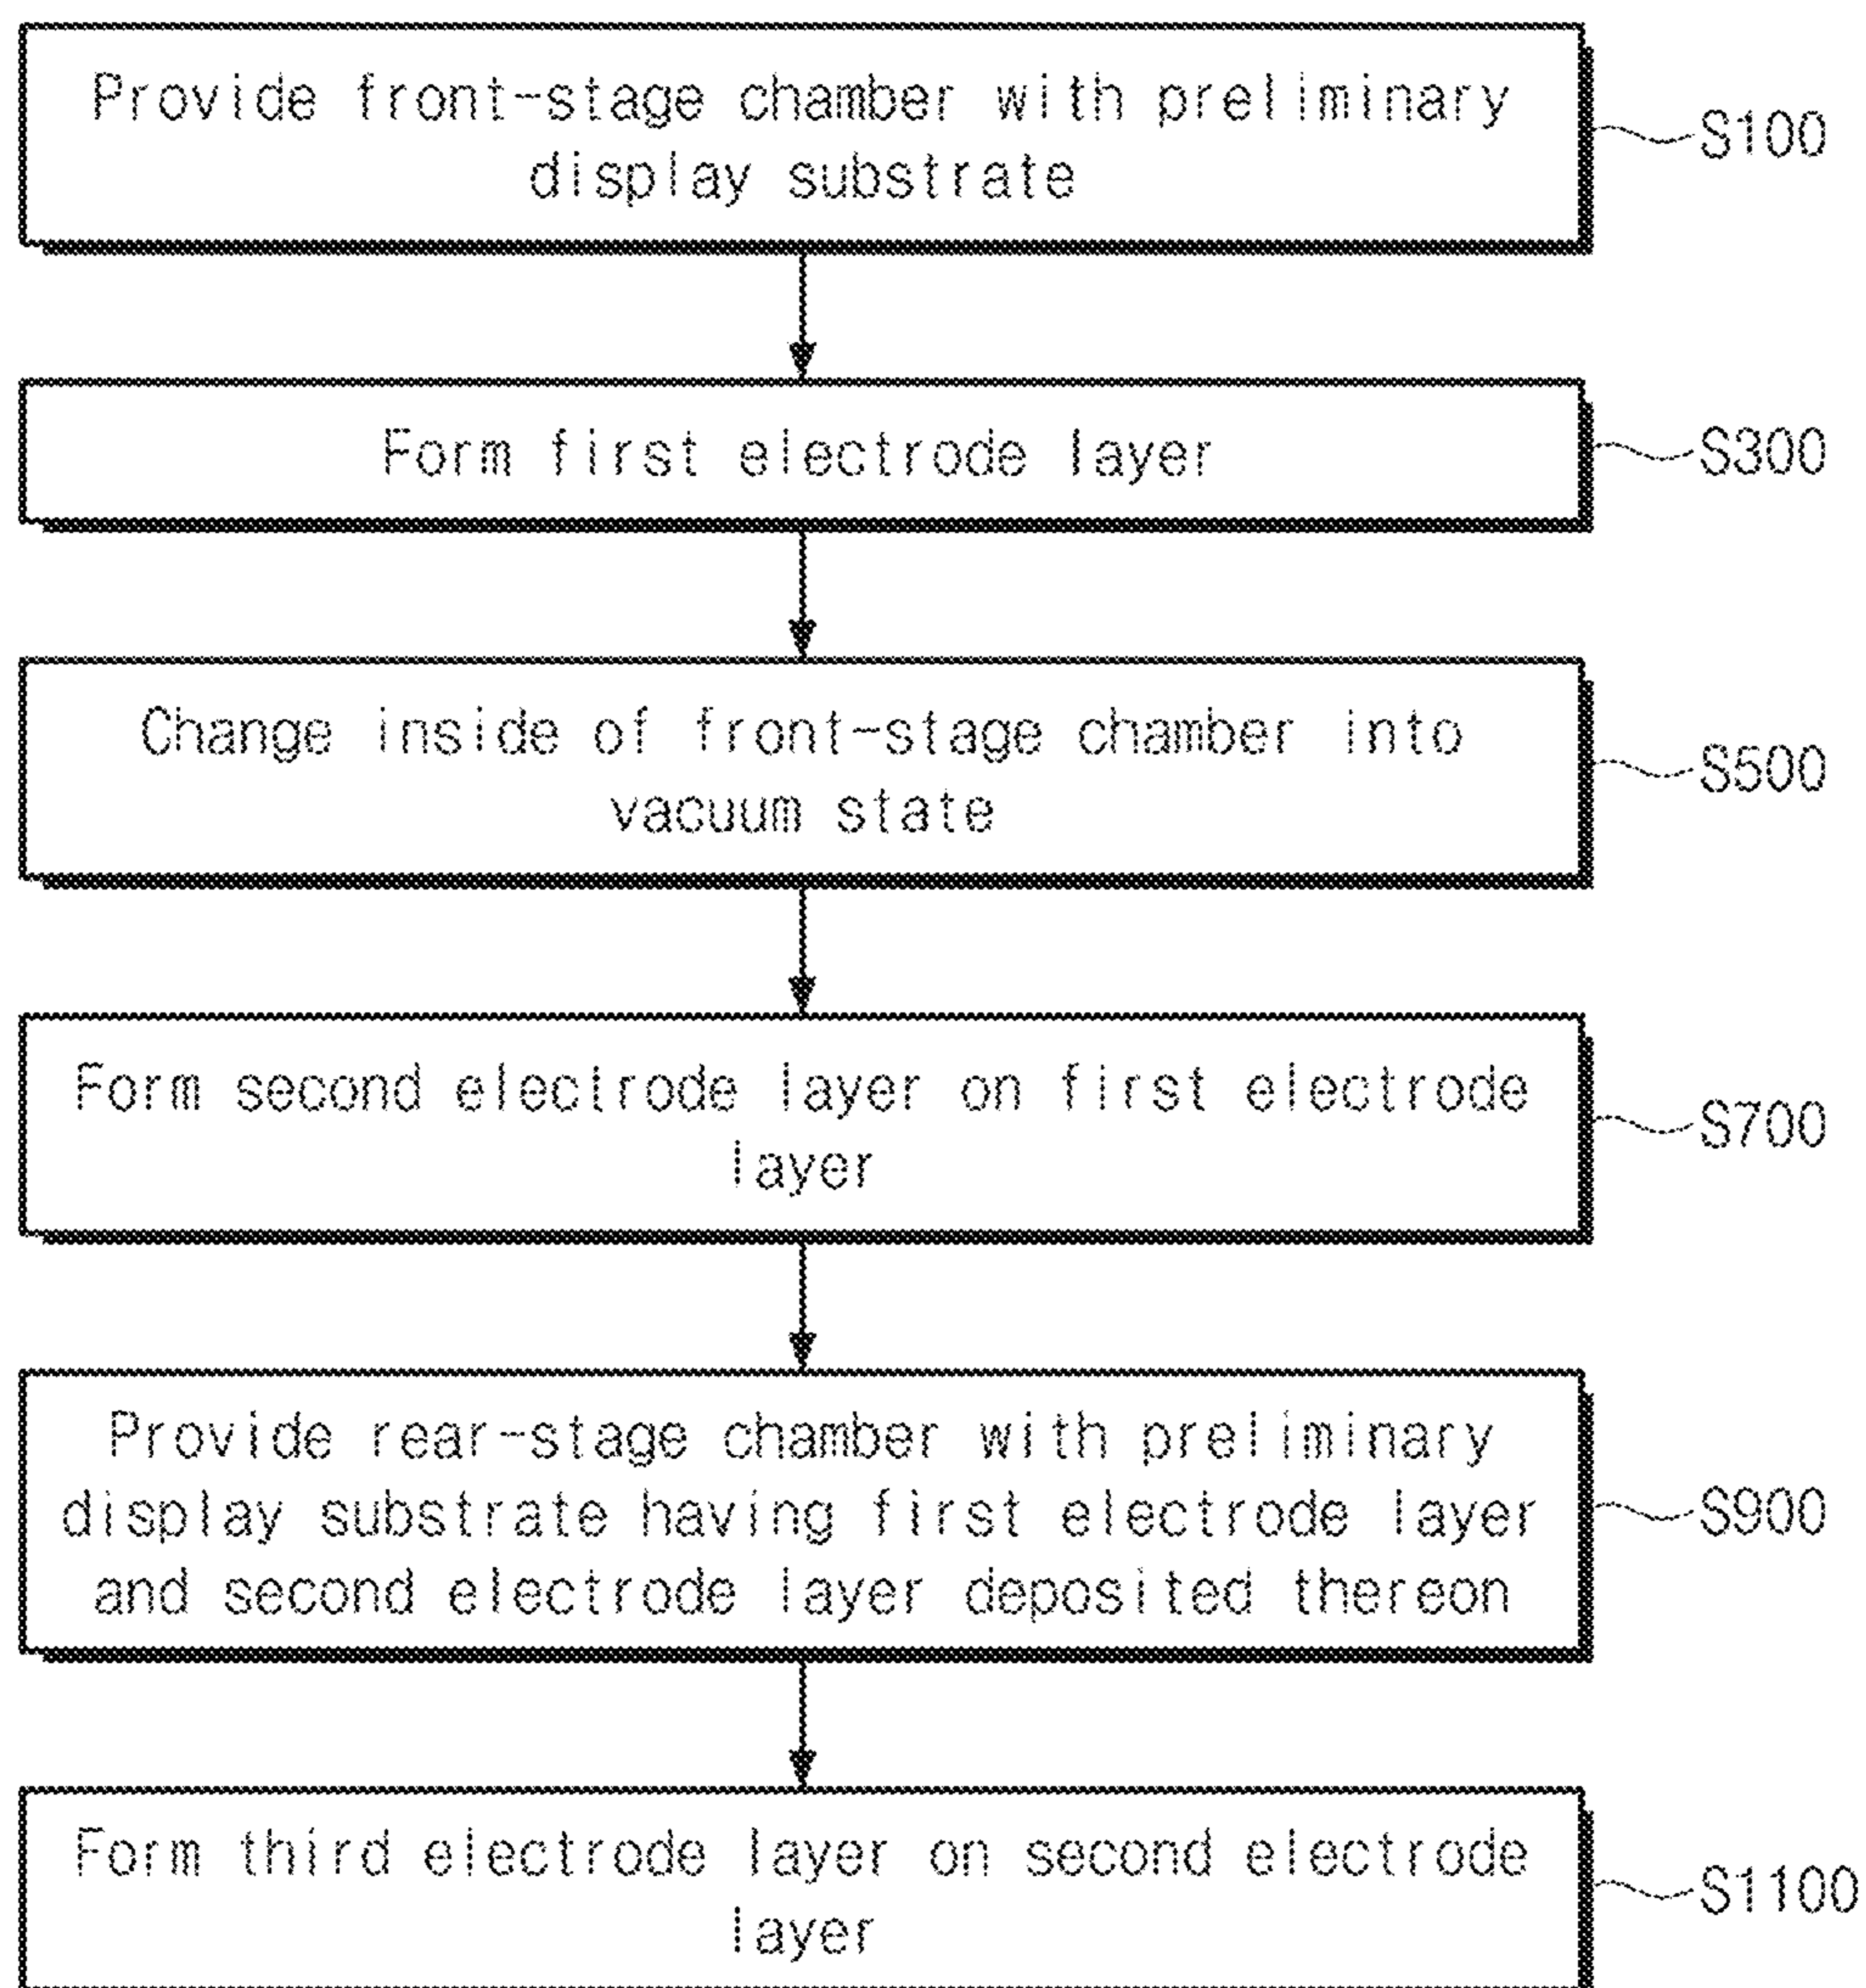 Provide front-stage chamber with preliminary
display substrate
S100
Form first electrode layer
S300
Change inside of front-stage chamber into
vacuum state
S500
Form second electrode layer on first electrode
layer
S700
Provide rear-stage chamber with preliminary
display substrate having first electrode layer
and second electrode layer deposited thereon
S900
Form third electrode layer on second electrode
layer
S1100